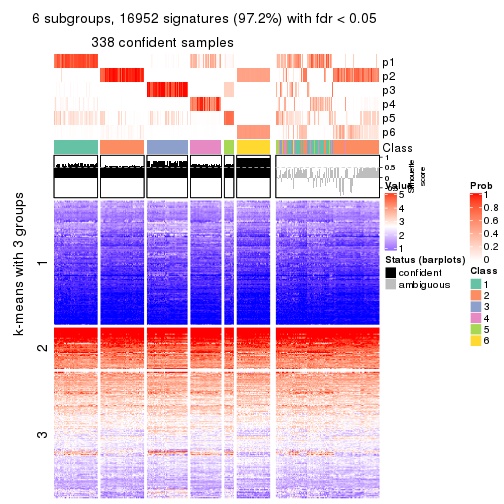 6 subgroups, 16952 signatures (97.2%) with fdr < 0.05
338 confident samples
p1
p2
p3
p4
p5
p6
Class
1
0.5
0
-0.5
Silhouette
score
k-means with 3 groups
1
2
3
Value
5
4
3
2
1
Status (barplots)
confident
ambiguous
Prob
1
0.8
0.6
0.4
0.2
0
Class
1
2
3
4
5
6